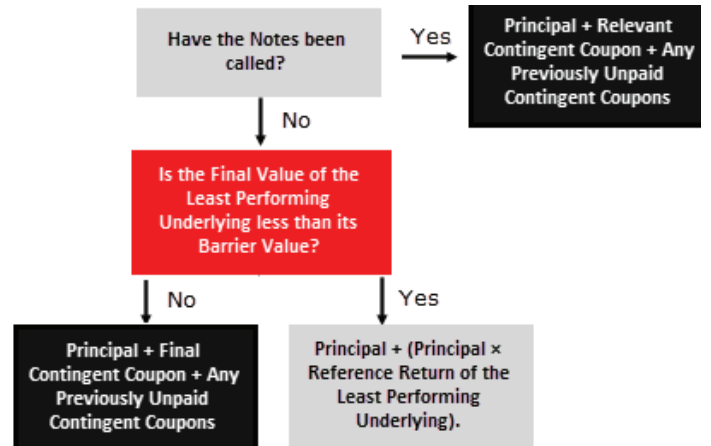 Have the Notes been
called?
Yes
Principal + Relevant
Contingent Coupon + Any
Previously Unpaid
Contingent Coupons
No
Is the Final Value of the
Least Performing
Underlying less than its
Barrier Value?
No
Yes
Principal + Final
Contingent Coupon + Any
Previously Unpaid
Contingent Coupons
Principal + (Principal ×
Reference Return of the
Least Performing
Underlying).